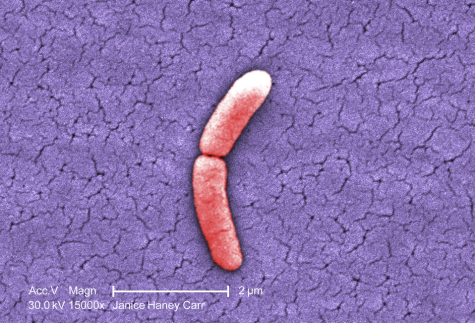 Acc.V Magn 2 µm
30.0 kV 15000x Janice Haney Carr